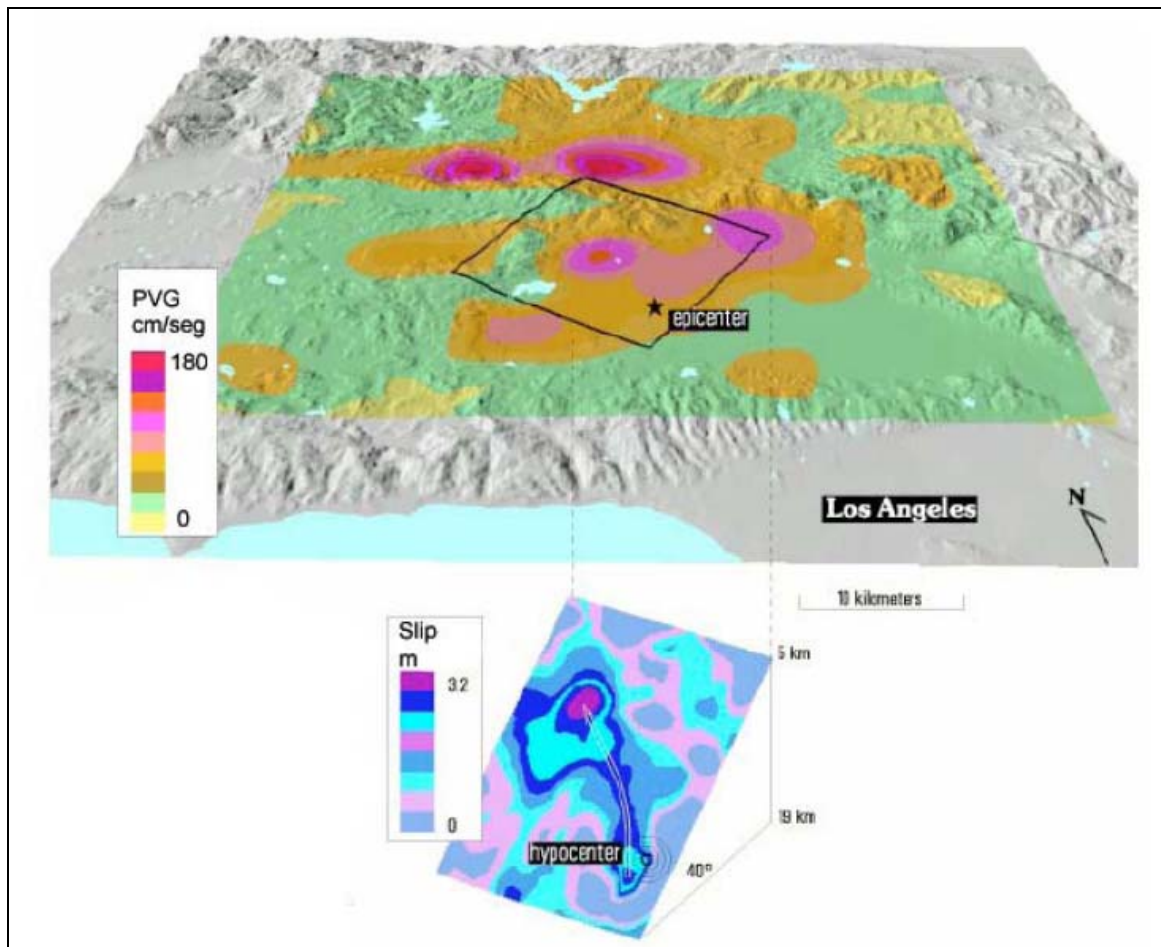 PVG
cm/seg
180
0
epicenter
Los Angeles
N
10 kilometers
Slip
m
3.2
0
5 km
19 km
hypocenter
40º